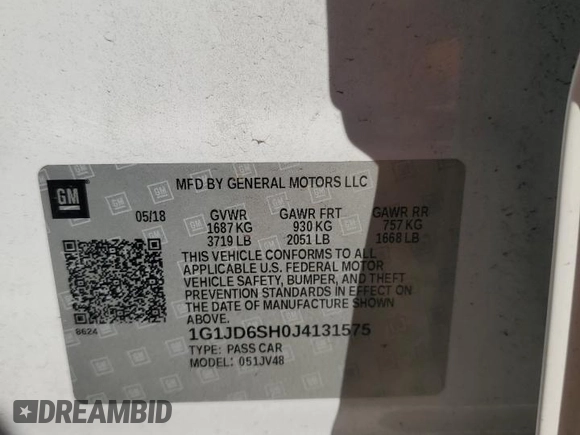 GM
MFD BY GENERAL MOTORS LLC
05/18 GVWR GAWR FRT GAWR RR
1687 KG 930 KG 757 KG
3719 LB 2051 LB 1668 LB
THIS VEHICLE CONFORMS TO ALL
APPLICABLE U.S. FEDERAL MOTOR
VEHICLE SAFETY, BUMPER, AND THEFT
PREVENTION STANDARDS IN EFFECT ON
THE DATE OF MANUFACTURE SHOWN
ABOVE.
8624
1G1JD6SH0J4131575
TYPE: PASS CAR
MODEL: 051JV48
DREAMBID